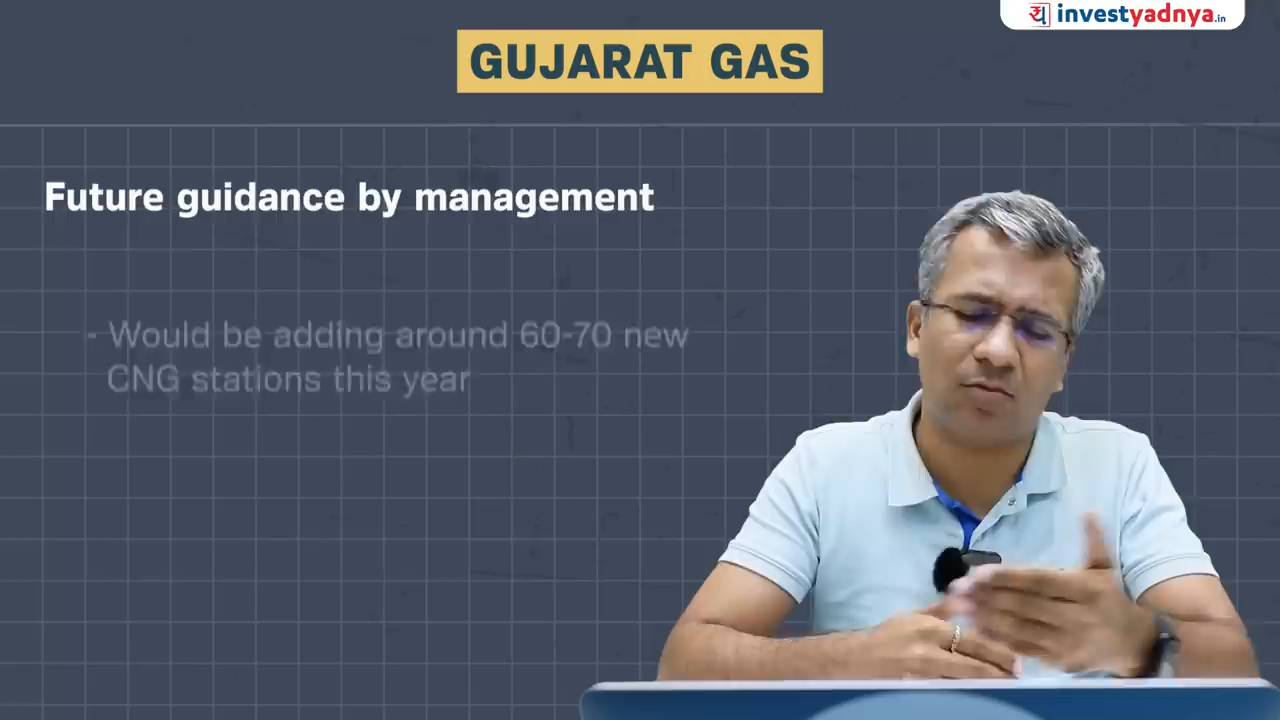 य investyadnya.in
GUJARAT GAS
Future guidance by management
- Would be adding around 60-70 new
CNG stations this year